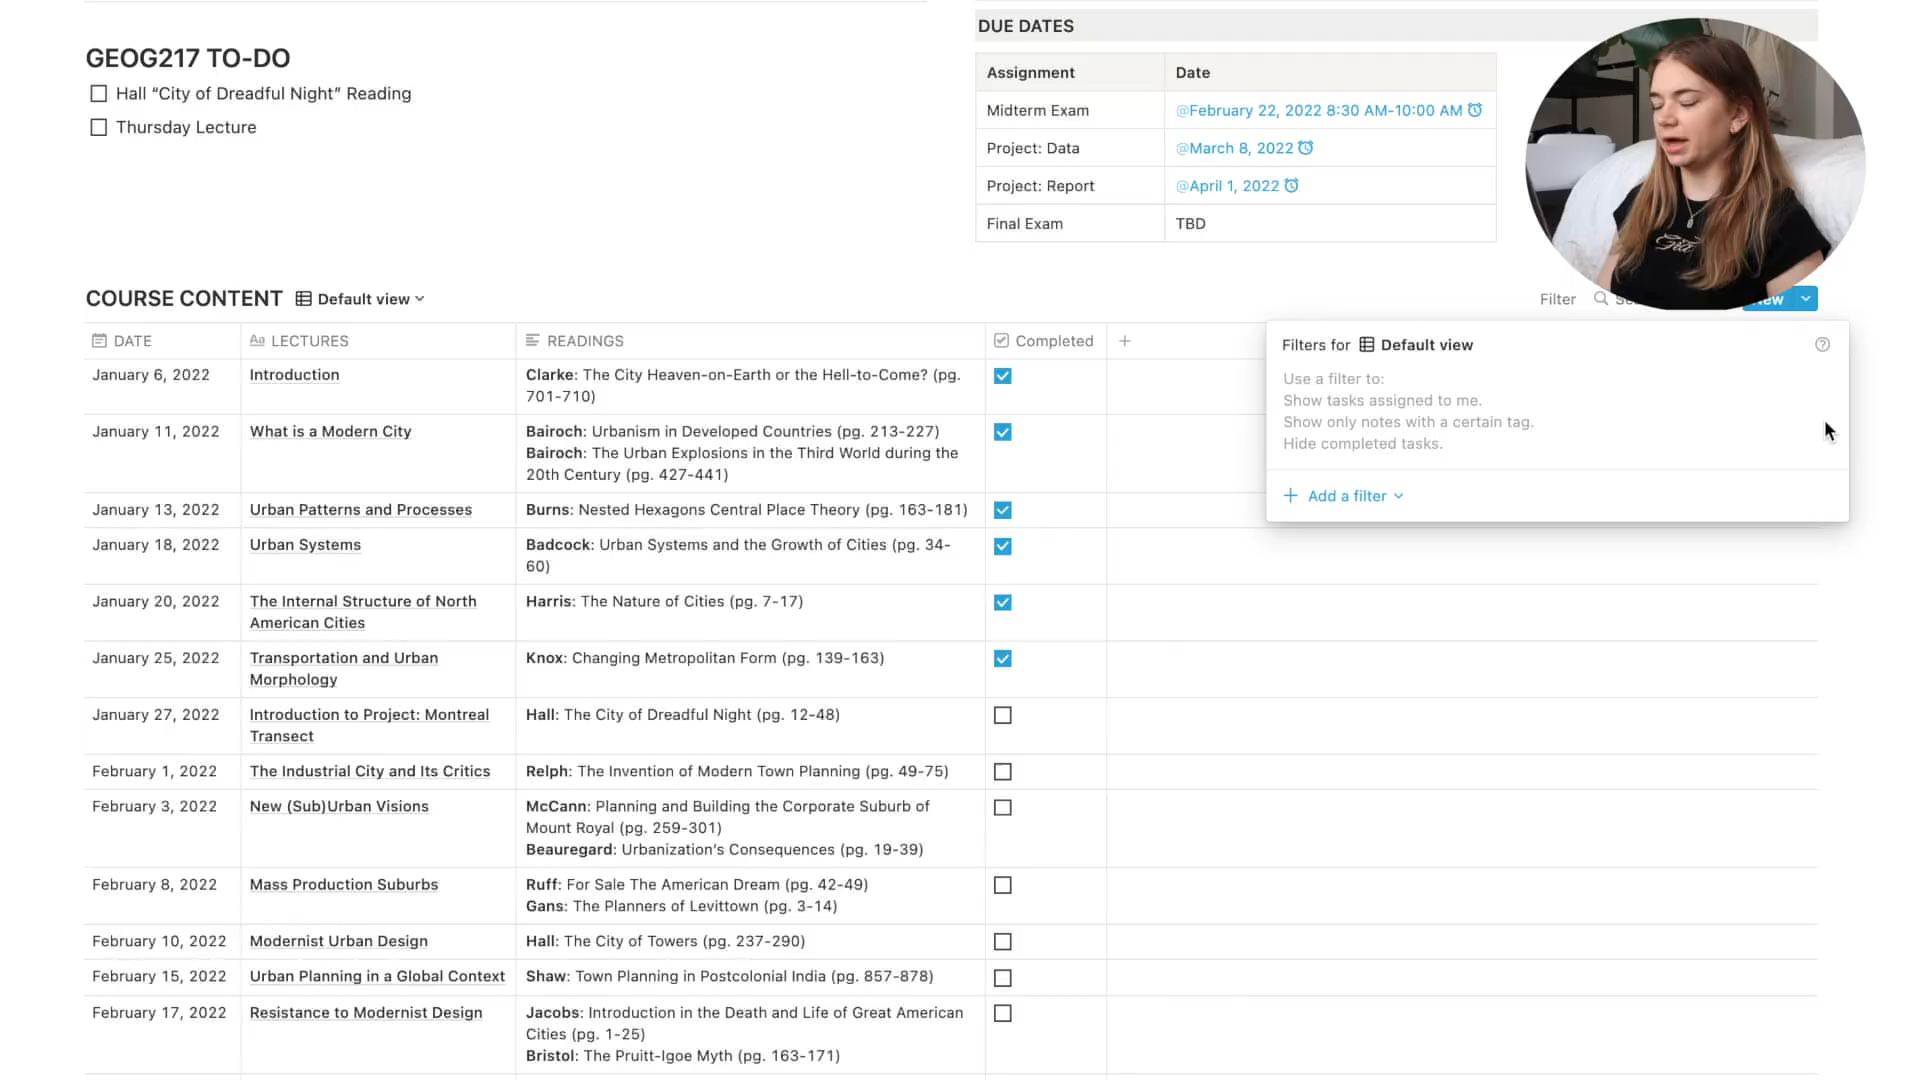 DUE DATES
GEOG217 TO-DO
Hall “City of Dreadful Night” Reading
Thursday Lecture
Assignment Date
Midterm Exam @February 22, 2022 8:30 AM-10:00 AM
Project: Data @March 8, 2022
Project: Report @April 1, 2022
Final Exam TBD
COURSE CONTENT Default view
Filter
DATE Aa LECTURES READINGS Completed +
January 6, 2022 Introduction Clarke: The City Heaven-on-Earth or the Hell-to-Come? (pg.
701-710)
January 11, 2022 What is a Modern City Bairoch: Urbanism in Developed Countries (pg. 213-227)
Bairoch: The Urban Explosions in the Third World during the
20th Century (pg. 427-441)
January 13, 2022 Urban Patterns and Processes Burns: Nested Hexagons Central Place Theory (pg. 163-181)
January 18, 2022 Urban Systems Badcock: Urban Systems and the Growth of Cities (pg. 34-
60)
January 20, 2022 The Internal Structure of North Harris: The Nature of Cities (pg. 7-17)
American Cities
January 25, 2022 Transportation and Urban Knox: Changing Metropolitan Form (pg. 139-163)
Morphology
January 27, 2022 Introduction to Project: Montreal Hall: The City of Dreadful Night (pg. 12-48)
Transect
February 1, 2022 The Industrial City and Its Critics Relph: The Invention of Modern Town Planning (pg. 49-75)
February 3, 2022 New (Sub)Urban Visions McCann: Planning and Building the Corporate Suburb of
Mount Royal (pg. 259-301)
Beauregard: Urbanization's Consequences (pg. 19-39)
February 8, 2022 Mass Production Suburbs Ruff: For Sale The American Dream (pg. 42-49)
Gans: The Planners of Levittown (pg. 3-14)
February 10, 2022 Modernist Urban Design Hall: The City of Towers (pg. 237-290)
February 15, 2022 Urban Planning in a Global Context Shaw: Town Planning in Postcolonial India (pg. 857-878)
February 17, 2022 Resistance to Modernist Design Jacobs: Introduction in the Death and Life of Great American
Cities (pg. 1-25)
Bristol: The Pruitt-Igoe Myth (pg. 163-171)
Filters for Default view
Use a filter to:
Show tasks assigned to me.
Show only notes with a certain tag.
Hide completed tasks.
+ Add a filter